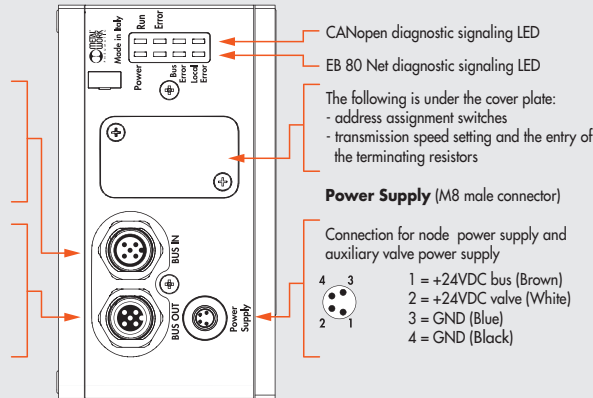 METAL WORK
Made in Italy
Run
Error
Power
Bus Error
Local Error
BUS IN
BUS OUT
Power Supply
CANopen diagnostic signaling LED
EB 80 Net diagnostic signaling LED
The following is under the cover plate:
- address assignment switches
- transmission speed setting and the entry of
the terminating resistors
Power Supply (M8 male connector)
Connection for node power supply and
auxiliary valve power supply
4 3
2 1
1 = +24VDC bus (Brown)
2 = +24VDC valve (White)
3 = GND (Blue)
4 = GND (Black)